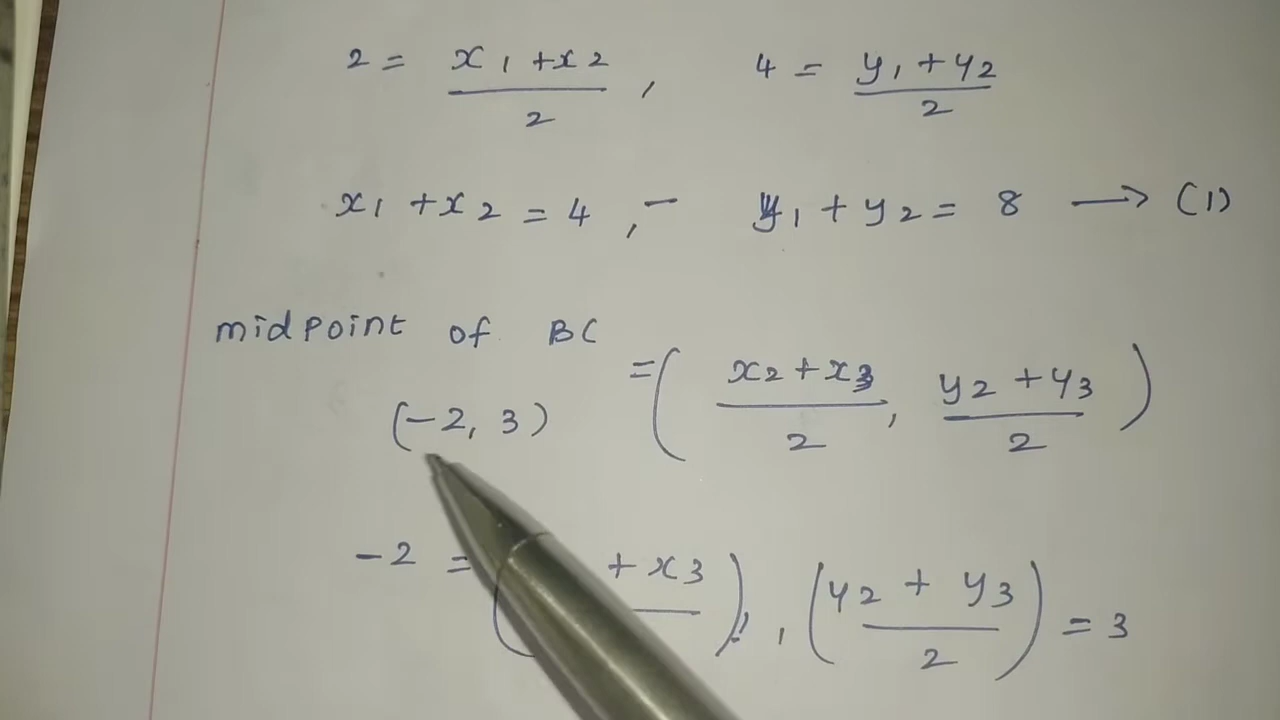 2 = x1+x2/2 , 4 = y1+y2/2
x1 +x2 = 4 , – y1 + y2 = 8 → (1)
midpoint of BC
(-2, 3) = ( x2+x3/2 , y2+y3/2 )
-2 = ( +x3 ) , ( y2 + y3/2 ) = 3